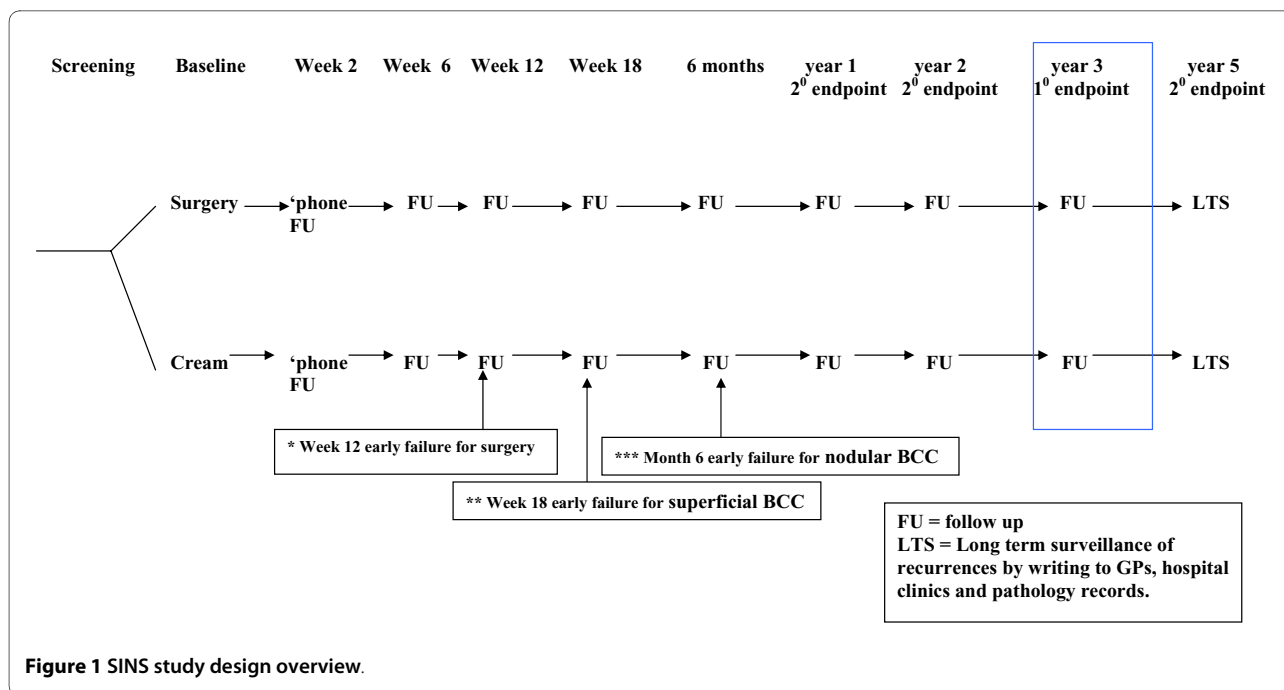 Screening Baseline Week 2 Week 6 Week 12 Week 18 6 months year 1 year 2 year 3 year 5
2⁰ endpoint 2⁰ endpoint 1⁰ endpoint 2⁰ endpoint
Surgery ‘phone FU FU FU FU FU FU FU LTS
FU
Cream ‘phone FU FU FU FU FU FU FU LTS
FU
* Week 12 early failure for surgery
*** Month 6 early failure for nodular BCC
** Week 18 early failure for superficial BCC
FU = follow up
LTS = Long term surveillance of
recurrences by writing to GPs, hospital
clinics and pathology records.
Figure 1 SINS study design overview.